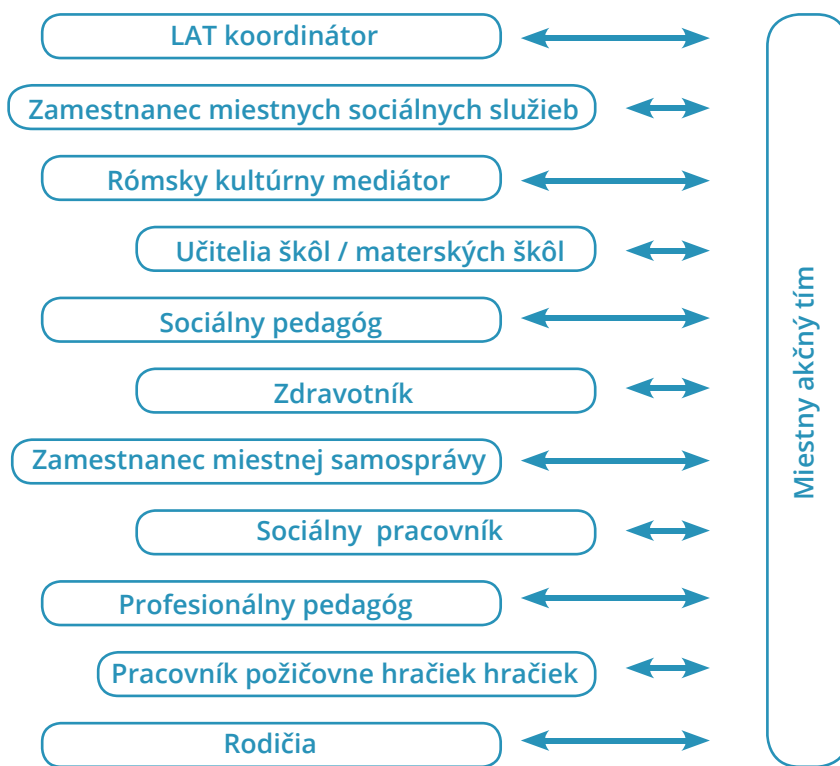 LAT koordinátor
Zamestnanec miestnych sociálnych služieb
Rómsky kultúrny mediátor
Učitelia škôl / materských škôl
Sociálny pedagóg
Zdravotník
Zamestnanec miestnej samosprávy
Sociálny pracovník
Profesionálny pedagóg
Pracovník požičovne hračiek hračiek
Rodičia
Miestny akčný tím